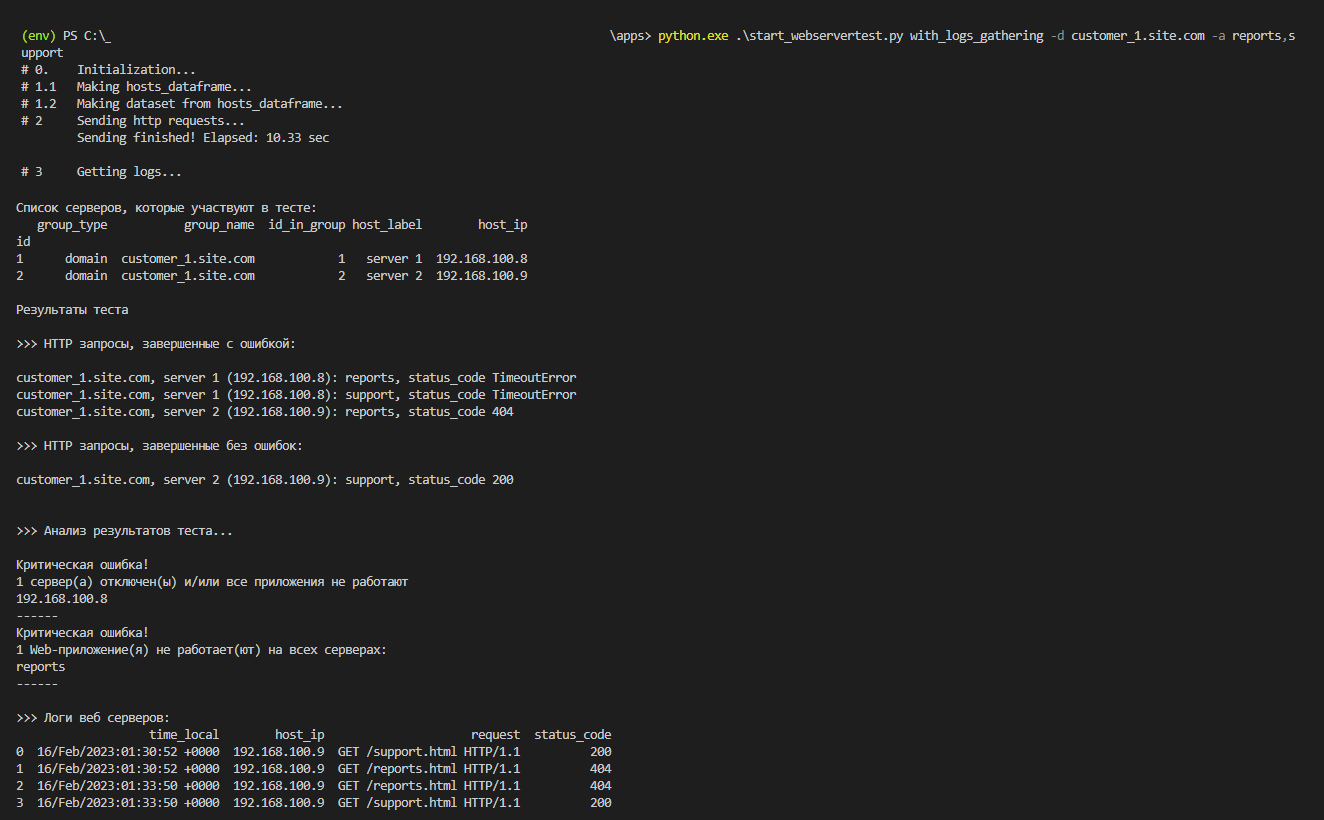 (env) PS C:\_ \apps> python.exe .\start_webservertest.py with_logs_gathering -d customer_1.site.com -a reports,s
upport
# 0. Initialization...
# 1.1 Making hosts_dataframe...
# 1.2 Making dataset from hosts_dataframe...
# 2 Sending http requests...
Sending finished! Elapsed: 10.33 sec
# 3 Getting logs...
Список серверов, которые участвуют в тесте:
group_type group_name id_in_group host_label host_ip
id
1 domain customer_1.site.com 1 server 1 192.168.100.8
2 domain customer_1.site.com 2 server 2 192.168.100.9
Результаты теста
>>> HTTP запросы, завершенные с ошибкой:
customer_1.site.com, server 1 (192.168.100.8): reports, status_code TimeoutError
customer_1.site.com, server 1 (192.168.100.8): support, status_code TimeoutError
customer_1.site.com, server 2 (192.168.100.9): reports, status_code 404
>>> HTTP запросы, завершенные без ошибок:
customer_1.site.com, server 2 (192.168.100.9): support, status_code 200
>>> Анализ результатов теста...
Критическая ошибка!
1 сервер(а) отключен(ы) и/или все приложения не работают
192.168.100.8
------
Критическая ошибка!
1 Web-приложение(я) не работает(ют) на всех серверах:
reports
------
>>> Логи веб серверов:
time_local host_ip request status_code
0 16/Feb/2023:01:30:52 +0000 192.168.100.9 GET /support.html HTTP/1.1 200
1 16/Feb/2023:01:30:52 +0000 192.168.100.9 GET /reports.html HTTP/1.1 404
2 16/Feb/2023:01:33:50 +0000 192.168.100.9 GET /reports.html HTTP/1.1 404
3 16/Feb/2023:01:33:50 +0000 192.168.100.9 GET /support.html HTTP/1.1 200